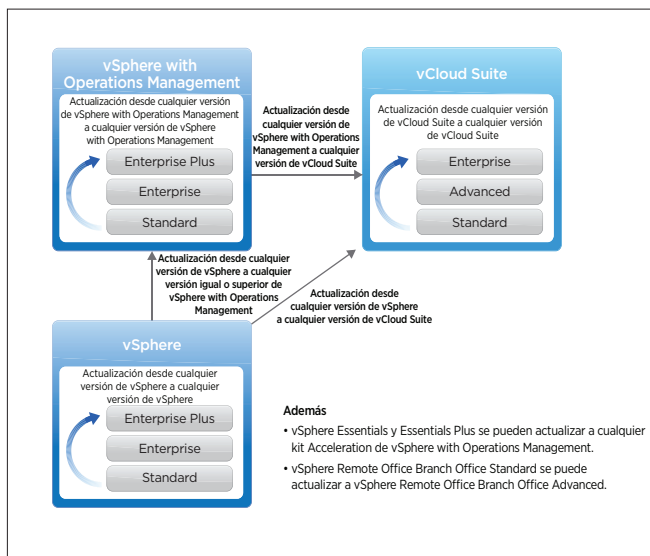 vSphere with
Operations Management
Actualización desde cualquier versión
de vSphere with Operations Management
a cualquier versión de vSphere
with Operations Management
Enterprise Plus
Enterprise
Standard
Actualización desde
cualquier versión de
vSphere with Operations
Management a cualquier
versión de vCloud Suite
vCloud Suite
Actualización desde cualquier versión
de vCloud Suite a cualquier versión
de vCloud Suite
Enterprise
Advanced
Standard
Actualización desde cualquier
versión de vSphere a cualquier
versión igual o superior de
vSphere with Operations
Management
Actualización desde
cualquier versión de vSphere
a cualquier versión de vCloud Suite
vSphere
Actualización desde cualquier
versión de vSphere a cualquier
versión de vSphere
Enterprise Plus
Enterprise
Standard
Además
• vSphere Essentials y Essentials Plus se pueden actualizar a cualquier
kit Acceleration de vSphere with Operations Management.
• vSphere Remote Office Branch Office Standard se puede
actualizar a vSphere Remote Office Branch Office Advanced.